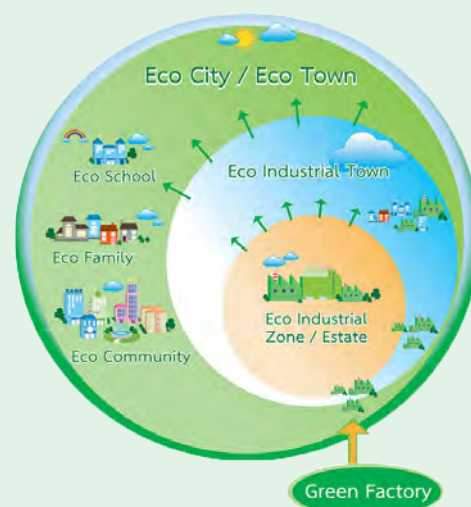 Eco City / Eco Town
Eco School
Eco Industrial Town
Eco Family
BANK
Eco Industrial
Zone / Estate
Eco Community
Green Factory